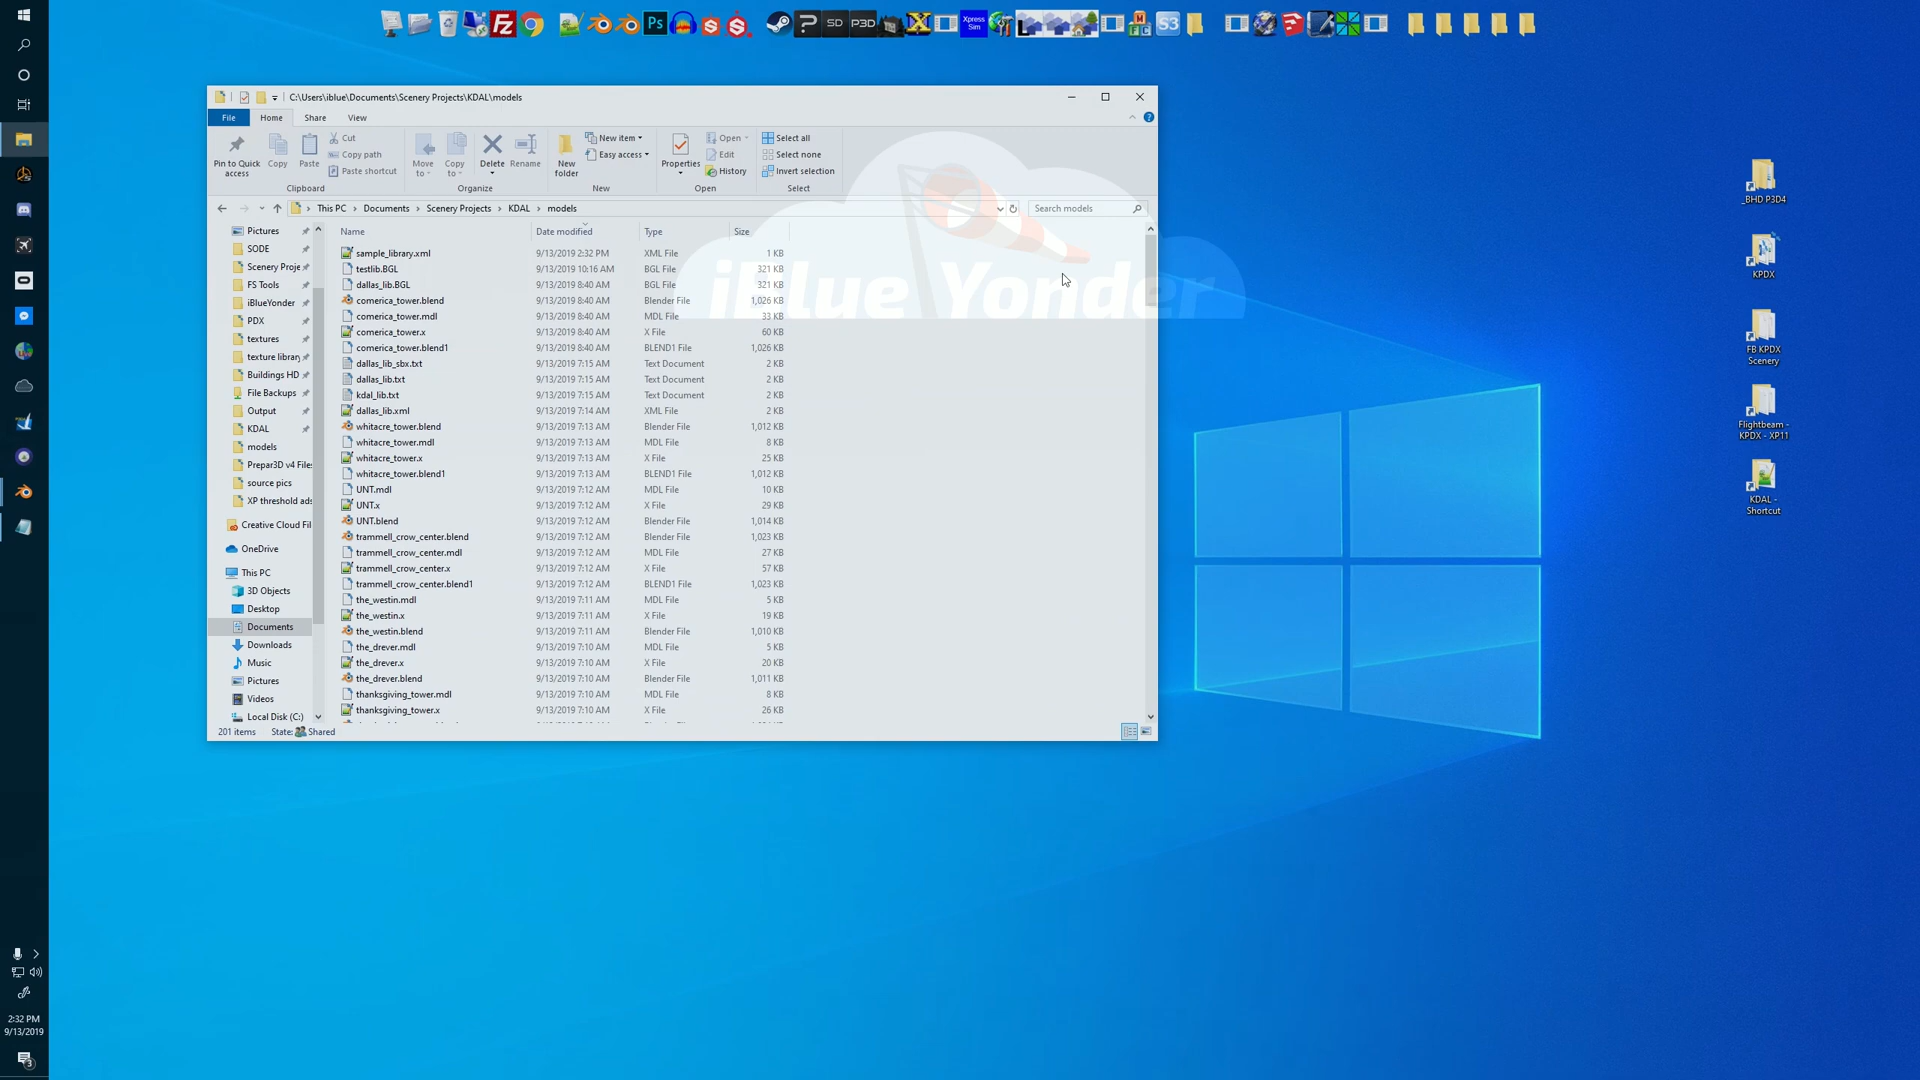 C:\Users\iblue\Documents\Scenery Projects\KDAL\models
File Home Share View
Pin to Quick access
Copy
Paste
Cut
Copy path
Paste shortcut
Move to
Copy to
Delete
Rename
New folder
New item
Easy access
Properties
Open
Edit
History
Select all
Select none
Invert selection
Clipboard Organize New Open Select
This PC Documents Scenery Projects KDAL models
Search models
Name Date modified Type Size
Pictures
SODE
Scenery Proje
FS Tools
iBlueYonder
PDX
textures
texture library
Buildings HD
File Backups
Output
KDAL
models
Prepar3D v4 Files
source pics
XP threshold ads
Creative Cloud Fil
OneDrive
This PC
3D Objects
Desktop
Documents
Downloads
Music
Pictures
Videos
Local Disk (C:)
sample_library.xml 9/13/2019 2:32 PM XML File 1 KB
testlib.BGL 9/13/2019 10:16 AM BGL File 321 KB
dallas_lib.BGL 9/13/2019 8:40 AM BGL File 321 KB
comerica_tower.blend 9/13/2019 8:40 AM Blender File 1,026 KB
comerica_tower.mdl 9/13/2019 8:40 AM MDL File 33 KB
comerica_tower.x 9/13/2019 8:40 AM X File 60 KB
comerica_tower.blend1 9/13/2019 8:40 AM BLEND1 File 1,026 KB
dallas_lib_sbx.txt 9/13/2019 7:15 AM Text Document 2 KB
dallas_lib.txt 9/13/2019 7:15 AM Text Document 2 KB
kdal_lib.txt 9/13/2019 7:15 AM Text Document 2 KB
dallas_lib.xml 9/13/2019 7:14 AM XML File 2 KB
whitacre_tower.blend 9/13/2019 7:13 AM Blender File 1,012 KB
whitacre_tower.mdl 9/13/2019 7:13 AM MDL File 8 KB
whitacre_tower.x 9/13/2019 7:13 AM X File 25 KB
whitacre_tower.blend1 9/13/2019 7:13 AM BLEND1 File 1,012 KB
UNT.mdl 9/13/2019 7:12 AM MDL File 10 KB
UNT.x 9/13/2019 7:12 AM X File 29 KB
UNT.blend 9/13/2019 7:12 AM Blender File 1,014 KB
trammell_crow_center.blend 9/13/2019 7:12 AM Blender File 1,023 KB
trammell_crow_center.mdl 9/13/2019 7:12 AM MDL File 27 KB
trammell_crow_center.x 9/13/2019 7:12 AM X File 57 KB
trammell_crow_center.blend1 9/13/2019 7:12 AM BLEND1 File 1,023 KB
the_westin.mdl 9/13/2019 7:11 AM MDL File 5 KB
the_westin.x 9/13/2019 7:11 AM X File 19 KB
the_westin.blend 9/13/2019 7:11 AM Blender File 1,010 KB
the_drever.mdl 9/13/2019 7:10 AM MDL File 5 KB
the_drever.x 9/13/2019 7:10 AM X File 20 KB
the_drever.blend 9/13/2019 7:10 AM Blender File 1,011 KB
thanksgiving_tower.mdl 9/13/2019 7:10 AM MDL File 8 KB
thanksgiving_tower.x 9/13/2019 7:10 AM X File 26 KB
201 items State: Shared
iBlue Yonder
Fz
Ps
SD
P3D
Xpress Sim
S3
_BHD P3D4
KPDX
FB KPDX
Scenery
Flightbeam -
KPDX - XP11
KDAL -
Shortcut
2:32 PM
9/13/2019
3